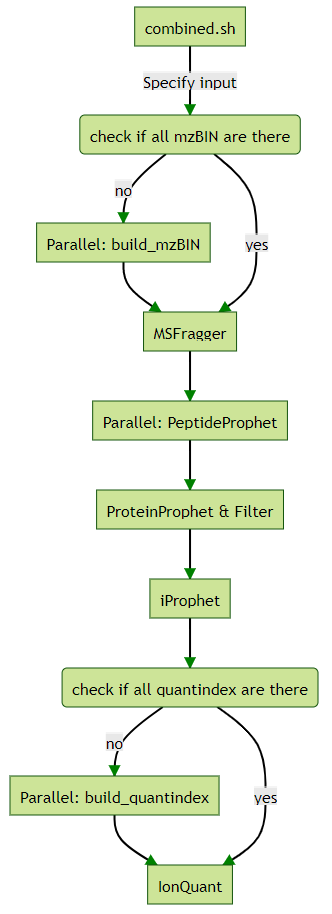 combined.sh
Specify input
check if all mzBIN are there
no
Parallel: build_mzBIN
yes
MSFragger
Parallel: PeptideProphet
ProteinProphet & Filter
iProphet
check if all quantindex are there
no
Parallel: build_quantindex
yes
IonQuant